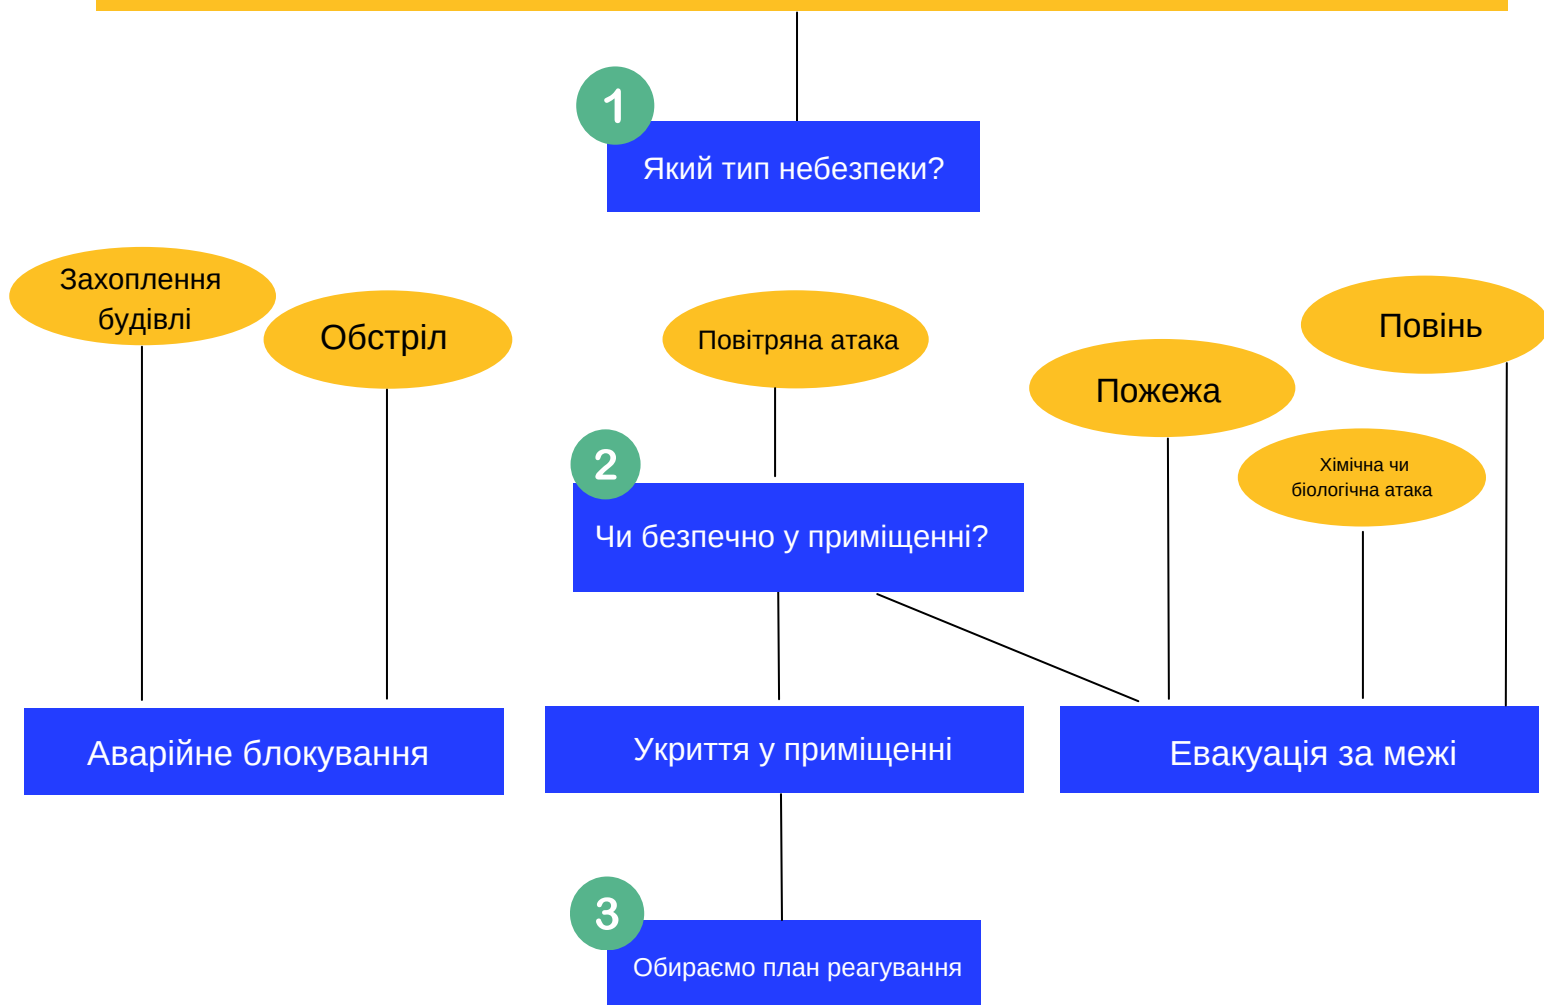 1
Який тип небезпеки?
Захоплення
будівлі
Обстріл
Повітряна атака
Повінь
Пожежа
Хімічна чи
біологічна атака
2
Чи безпечно у приміщенні?
Аварійне блокування
Укриття у приміщенні
Евакуація за межі
3
Обираємо план реагування